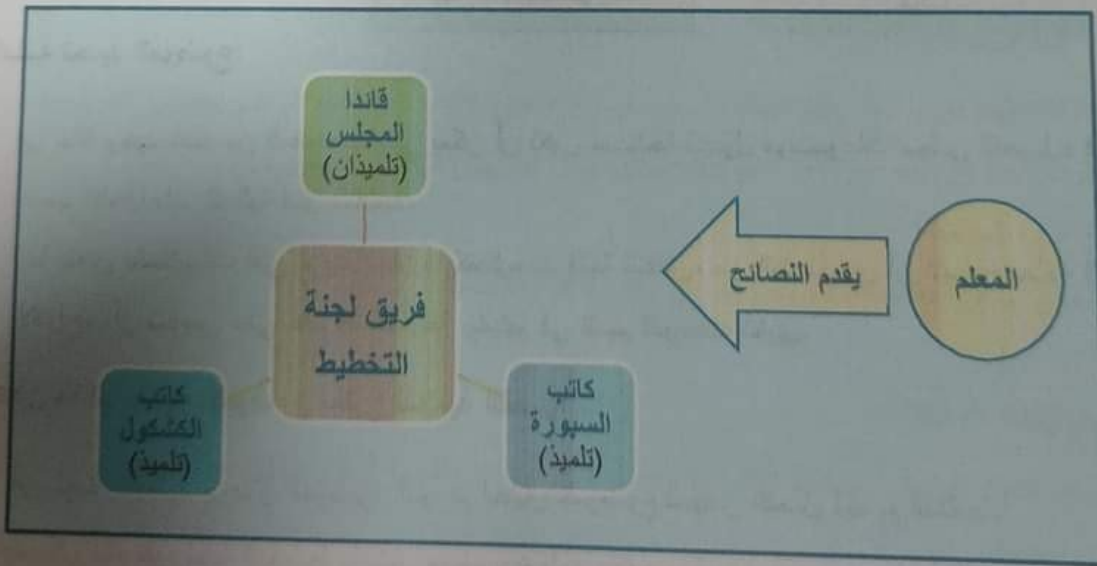 قائدا
المجلس
(تلميذان)
المعلم
يقدم النصائح
فريق لجنة
التخطيط
كاتب
السبورة
(تلميذ)
كاتب
الكشكول
(تلميذ)